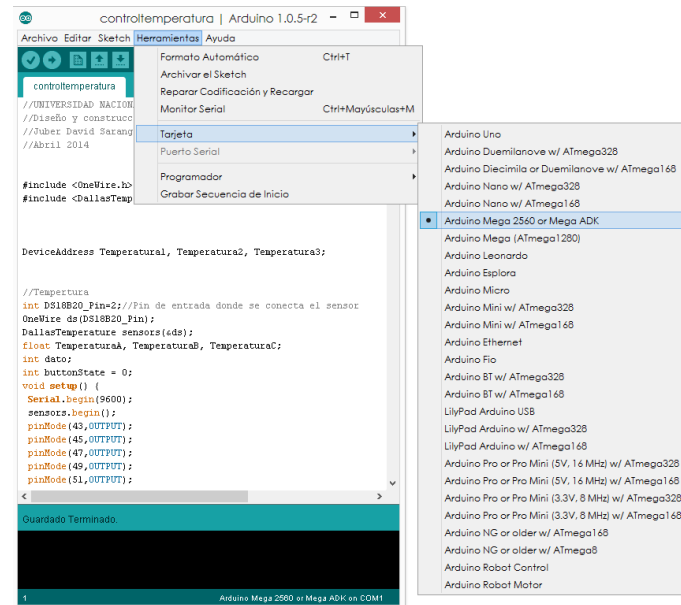 controltemperatura | Arduino 1.0.5-r2
Archivo Editar Sketch Herramientas Ayuda
controltemperatura
Formato Automático Ctrl+T
Archivar el Sketch
Reparar Codificación y Recargar
Monitor Serial Ctrl+Mayúsculas+M
Tarjeta
Puerto Serial
Programador
Grabar Secuencia de Inicio
Arduino Uno
Arduino Duemilanove w/ ATmega328
Arduino Diecimila or Duemilanove w/ ATmega168
Arduino Nano w/ ATmega328
Arduino Nano w/ ATmega168
Arduino Mega 2560 or Mega ADK
Arduino Mega (ATmega1280)
Arduino Leonardo
Arduino Esplora
Arduino Micro
Arduino Mini w/ ATmega328
Arduino Mini w/ ATmega168
Arduino Ethernet
Arduino Fio
Arduino BT w/ ATmega328
Arduino BT w/ ATmega168
LilyPad Arduino USB
LilyPad Arduino w/ ATmega328
LilyPad Arduino w/ ATmega168
Arduino Pro or Pro Mini (5V, 16 MHz) w/ ATmega328
Arduino Pro or Pro Mini (5V, 16 MHz) w/ ATmega168
Arduino Pro or Pro Mini (3.3V, 8 MHz) w/ ATmega328
Arduino Pro or Pro Mini (3.3V, 8 MHz) w/ ATmega168
Arduino NG or older w/ ATmega168
Arduino NG or older w/ ATmega8
Arduino Robot Control
Arduino Robot Motor
//UNIVERSIDAD NACION
//Diseño y construcc
//Juber David Sarang
//Abril 2014
#include <OneWire.h>
#include <DallasTemp
DeviceAddress Temperatura1, Temperatura2, Temperatura3;
//Tempertura
int DS18B20_Pin=2;//Pin de entrada donde se conecta el sensor
OneWire ds(DS18B20_Pin);
DallasTemperature sensors(&ds);
float TemperaturaA, TemperaturaB, TemperaturaC;
int dato;
int buttonState = 0;
void setup() {
Serial.begin(9600);
sensors.begin();
pinMode(43,OUTPUT);
pinMode(45,OUTPUT);
pinMode(47,OUTPUT);
pinMode(49,OUTPUT);
pinMode(51,OUTPUT);
Guardado Terminado.
1 Arduino Mega 2560 or Mega ADK on COM1